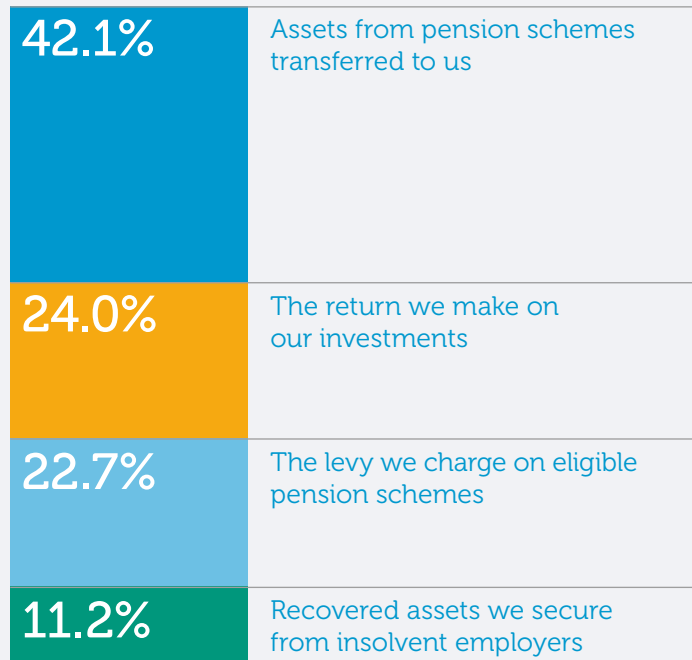 42.1%
Assets from pension schemes
transferred to us
24.0%
The return we make on
our investments
22.7%
The levy we charge on eligible
pension schemes
11.2%
Recovered assets we secure
from insolvent employers